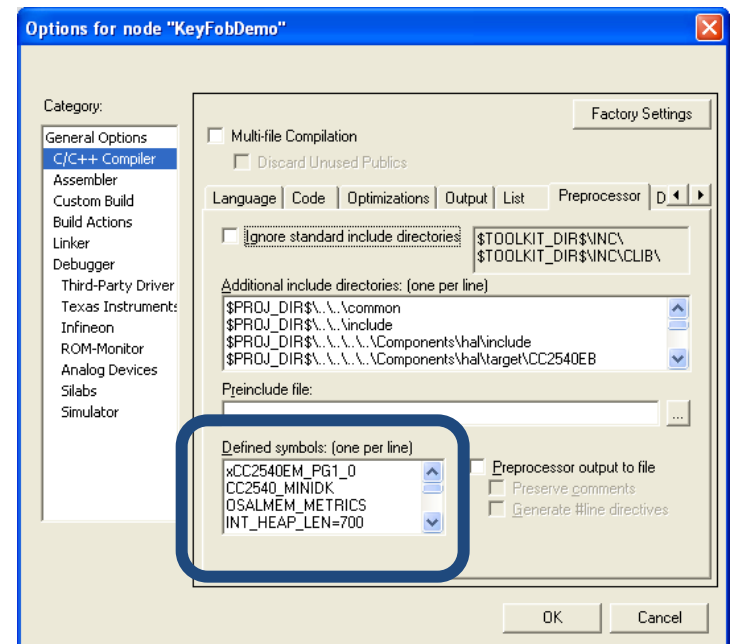 Options for node "KeyFobDemo"
Category:
Factory Settings
General Options
C/C++ Compiler
Assembler
Custom Build
Build Actions
Linker
Debugger
Third-Party Driver
Texas Instruments
Infineon
ROM-Monitor
Analog Devices
Silabs
Simulator
Multi-file Compilation
Discard Unused Publics
Language Code Optimizations Output List Preprocessor D
Ignore standard include directories
$TOOLKIT_DIR$\INC\
$TOOLKIT_DIR$\INC\CLIB\
Additional include directories: (one per line)
$PROJ_DIR$\..\..\common
$PROJ_DIR$\..\..\include
$PROJ_DIR$\..\..\..\..\Components\hal\include
$PROJ_DIR$\..\..\..\..\Components\hal\target\CC2540EB
Preinclude file:
...
Defined symbols: (one per line)
xCC2540EM_PG1_0
CC2540_MINIDK
OSALMEM_METRICS
INT_HEAP_LEN=700
Preprocessor output to file
Preserve comments
Generate #line directives
OK Cancel